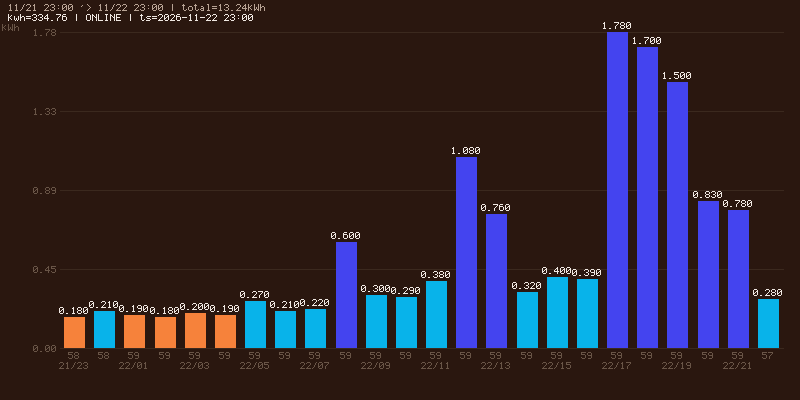 11/21 23:00 -> 11/22 23:00 | total=13.24kWh
Kwh=334.76 | ONLINE | ts=2026-11-22 23:00
kWh
1.78
1.33
0.89
0.45
0.00
0.180 0.210 0.190 0.180 0.200 0.190 0.270 0.210 0.220 0.600 0.300 0.290 0.380 1.080 0.760 0.320 0.400 0.390 1.780 1.700 1.500 0.830 0.780 0.280
58 58 59 59 59 59 59 59 59 59 59 59 59 59 59 59 59 59 59 59 59 59 59 57
21/23 22/01 22/03 22/05 22/07 22/09 22/11 22/13 22/15 22/17 22/19 22/21